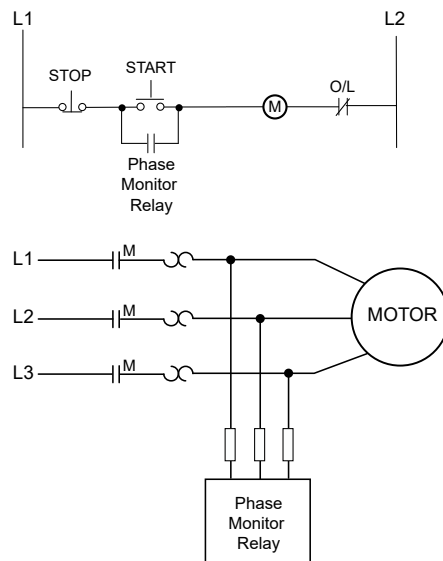 L1
L2
STOP
START
M
O/L
Phase
Monitor
Relay
L1
M
L2
M
MOTOR
L3
M
Phase
Monitor
Relay